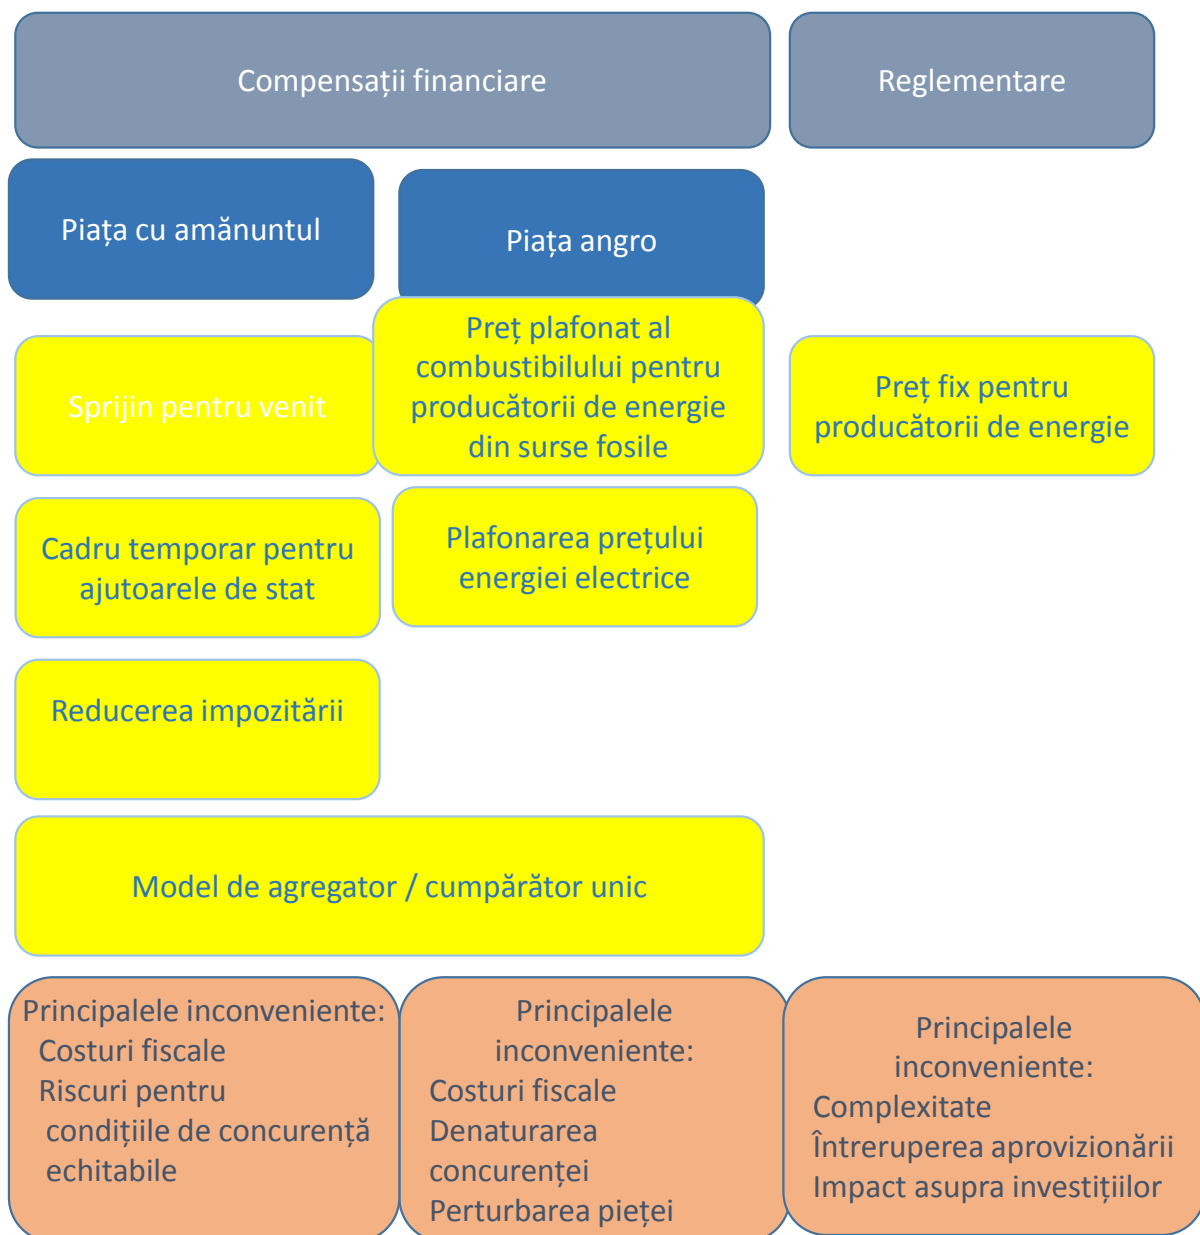 Compensații financiare
Reglementare
Piața cu amănuntul
Piața angro
Sprijin pentru venit
Preț plafonat al
combustibilului pentru
producătorii de energie
din surse fosile
Preț fix pentru
producătorii de energie
Cadru temporar pentru
ajutoarele de stat
Plafonarea prețului
energiei electrice
Reducerea impozitării
Model de agregator / cumpărător unic
Principalele inconveniente:
Costuri fiscale
Riscuri pentru
condițiile de concurență
echitabile
Principalele
inconveniente:
Costuri fiscale
Denaturarea
concurenței
Perturbarea pieței
Principalele
inconveniente:
Complexitate
Întreruperea aprovizionării
Impact asupra investițiilor